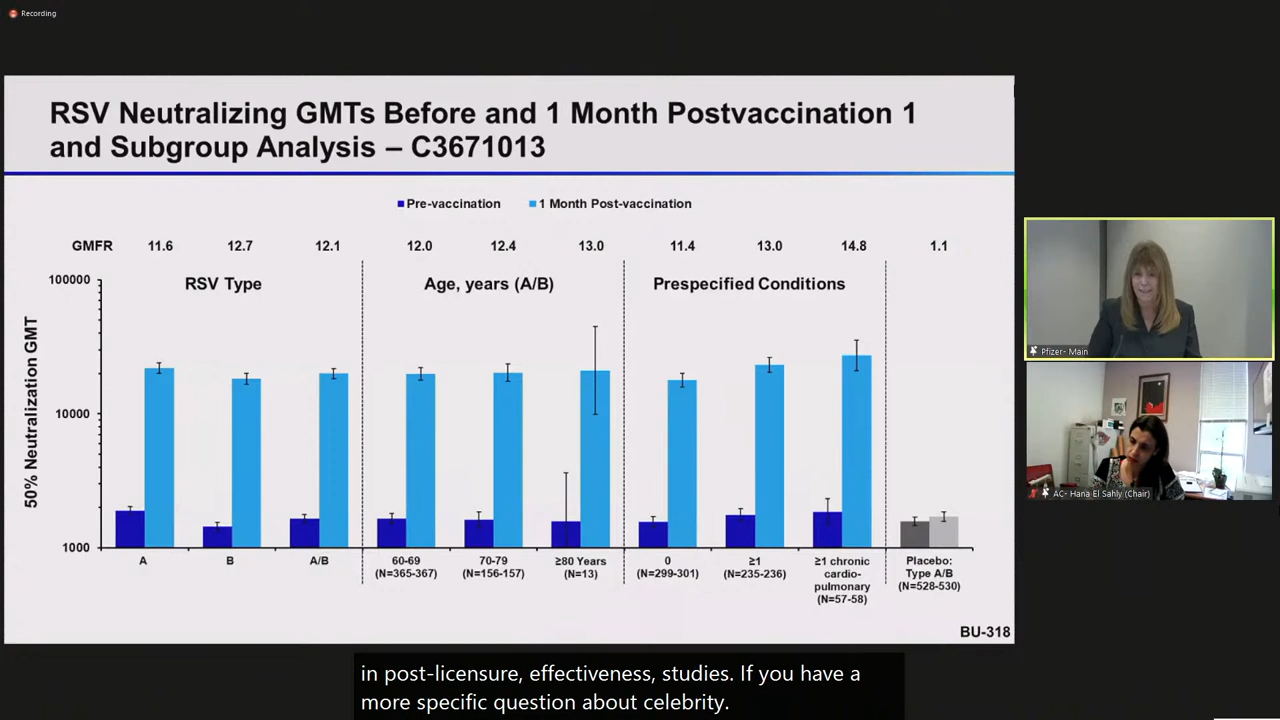 Recording
RSV Neutralizing GMTs Before and 1 Month Postvaccination 1
and Subgroup Analysis – C3671013
Pre-vaccination 1 Month Post-vaccination
GMFR 11.6 12.7 12.1 12.0 12.4 13.0 11.4 13.0 14.8 1.1
RSV Type Age, years (A/B) Prespecified Conditions
50% Neutralization GMT
100000
10000
1000
A B A/B 60-69 70-79 ≥80 Years 0 ≥1 ≥1 chronic Placebo:
(N=365-367) (N=156-157) (N=13) (N=299-301) (N=235-236) cardio- Type A/B
pulmonary (N=528-530)
(N=57-58)
BU-318
Pfizer- Main
AC- Hana El Sahly (Chair)
in post-licensure, effectiveness, studies. If you have a
more specific question about celebrity.